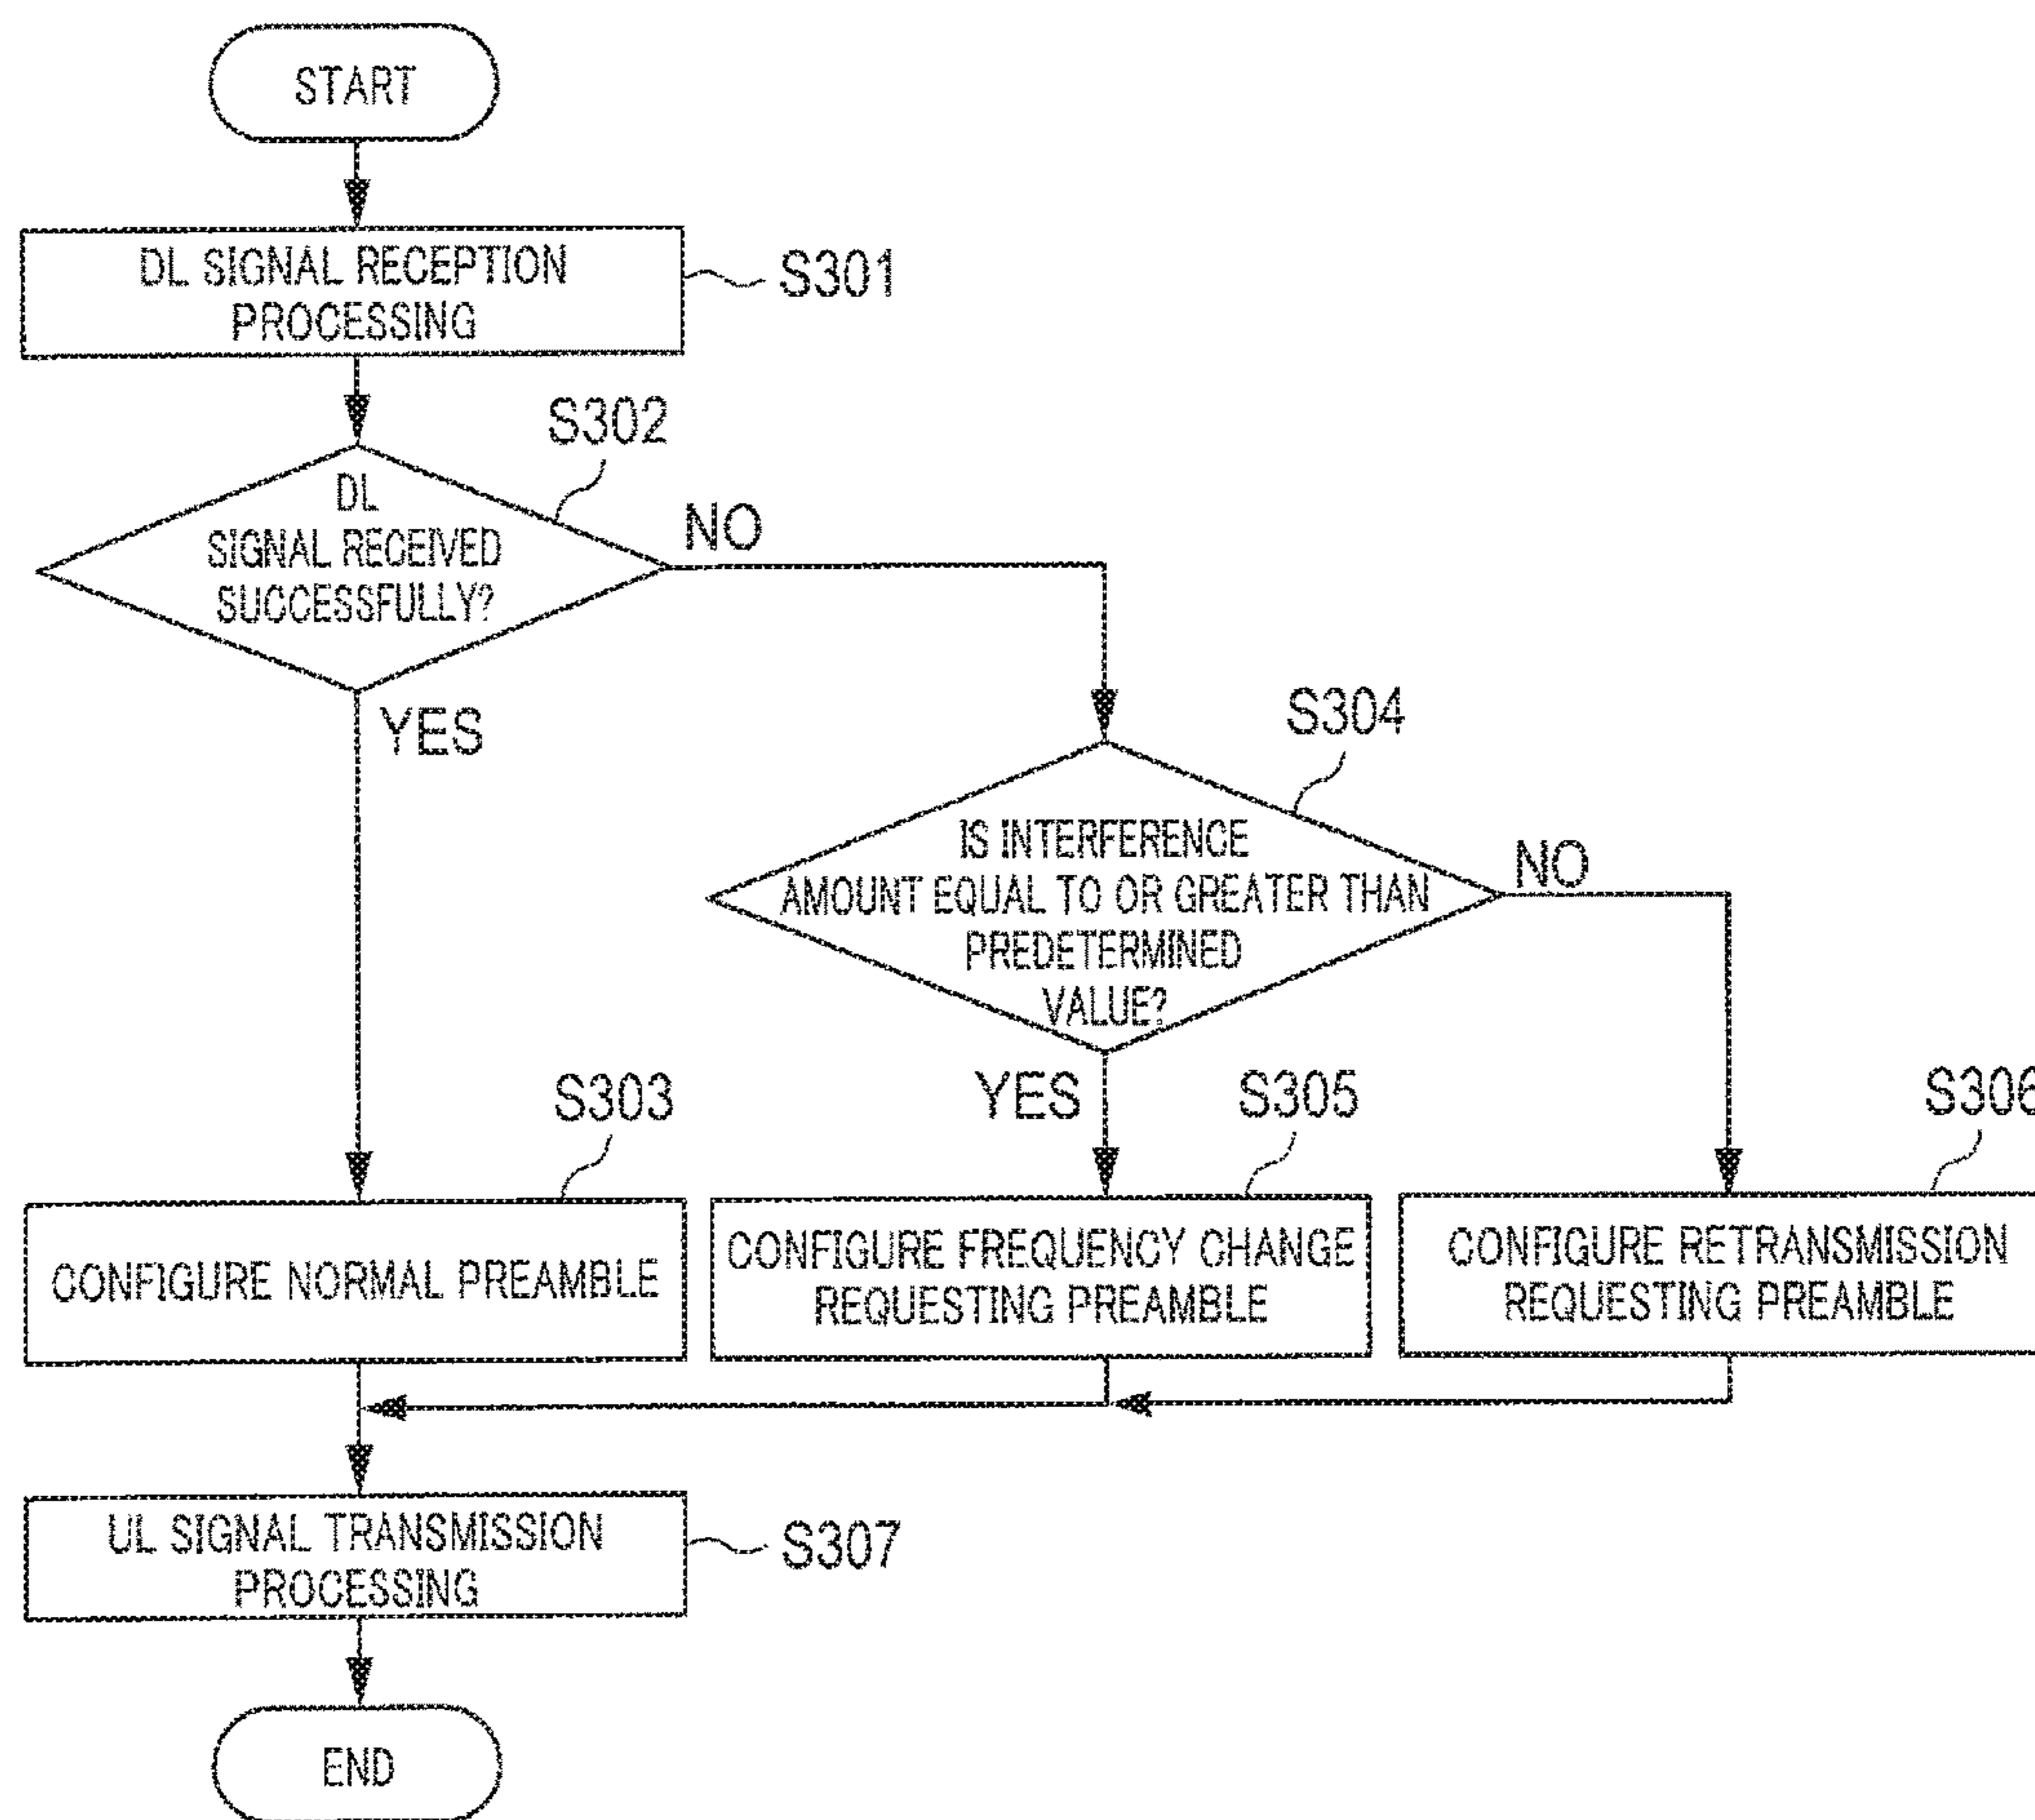 START
DL SIGNAL RECEPTION
PROCESSING
S301
S302
DL
SIGNAL RECEIVED
SUCCESSFULLY?
NO
YES
S304
IS INTERFERENCE
AMOUNT EQUAL TO OR GREATER THAN
PREDETERMINED
VALUE?
NO
YES
S303
CONFIGURE NORMAL PREAMBLE
S305
CONFIGURE FREQUENCY CHANGE
REQUESTING PREAMBLE
S306
CONFIGURE RETRANSMISSION
REQUESTING PREAMBLE
UL SIGNAL TRANSMISSION
PROCESSING
S307
END